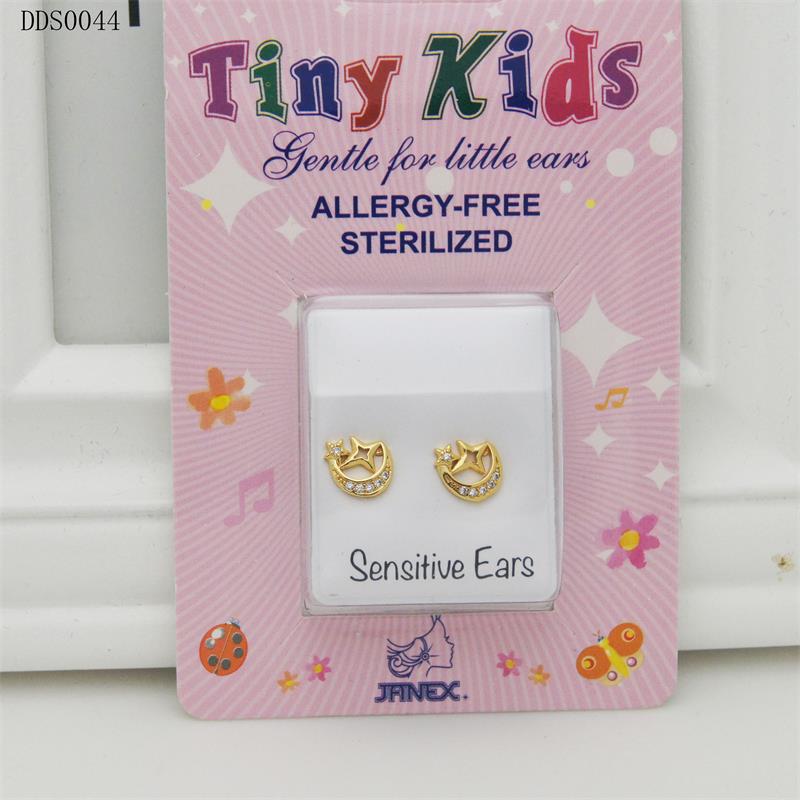 DDS0044
Tiny Kids
Gentle for little ears
ALLERGY-FREE
STERILIZED
Sensitive Ears
JANEX